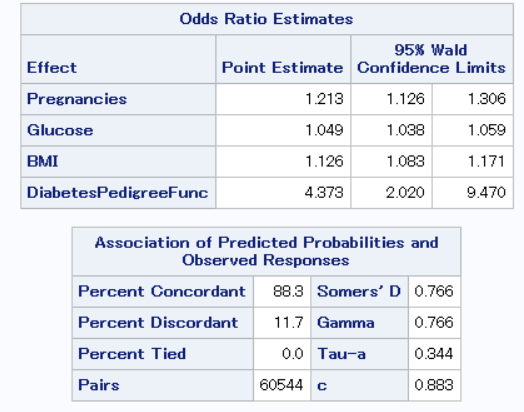 Odds Ratio Estimates
Effect Point Estimate 95% Wald Confidence Limits
Pregnancies 1.213 1.126 1.306
Glucose 1.049 1.038 1.059
BMI 1.126 1.083 1.171
DiabetesPedigreeFunc 4.373 2.020 9.470
Association of Predicted Probabilities and
Observed Responses
Percent Concordant 88.3 Somers' D 0.766
Percent Discordant 11.7 Gamma 0.766
Percent Tied 0.0 Tau-a 0.344
Pairs 60544 c 0.883